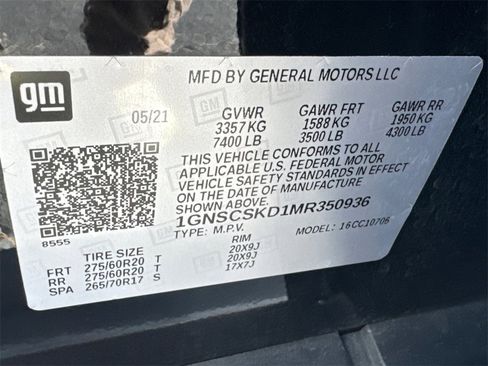 gm
MFD BY GENERAL MOTORS LLC
05/21 GVWR GAWR FRT GAWR RR
3357 KG 1588 KG 1950 KG
7400 LB 3500 LB 4300 LB
THIS VEHICLE CONFORMS TO ALL
APPLICABLE U.S. FEDERAL MOTOR
VEHICLE SAFETY STANDARDS IN EFFECT
ON THE DATE OF MANUFACTURE
SHOWN ABOVE.
1GNSCSKD1MR350936
TYPE: M.P.V. MODEL: 16CC10706
8555
TIRE SIZE RIM
FRT 275/60R20 T 20X9J
RR 275/60R20 T 20X9J
SPA 265/70R17 S 17X7J